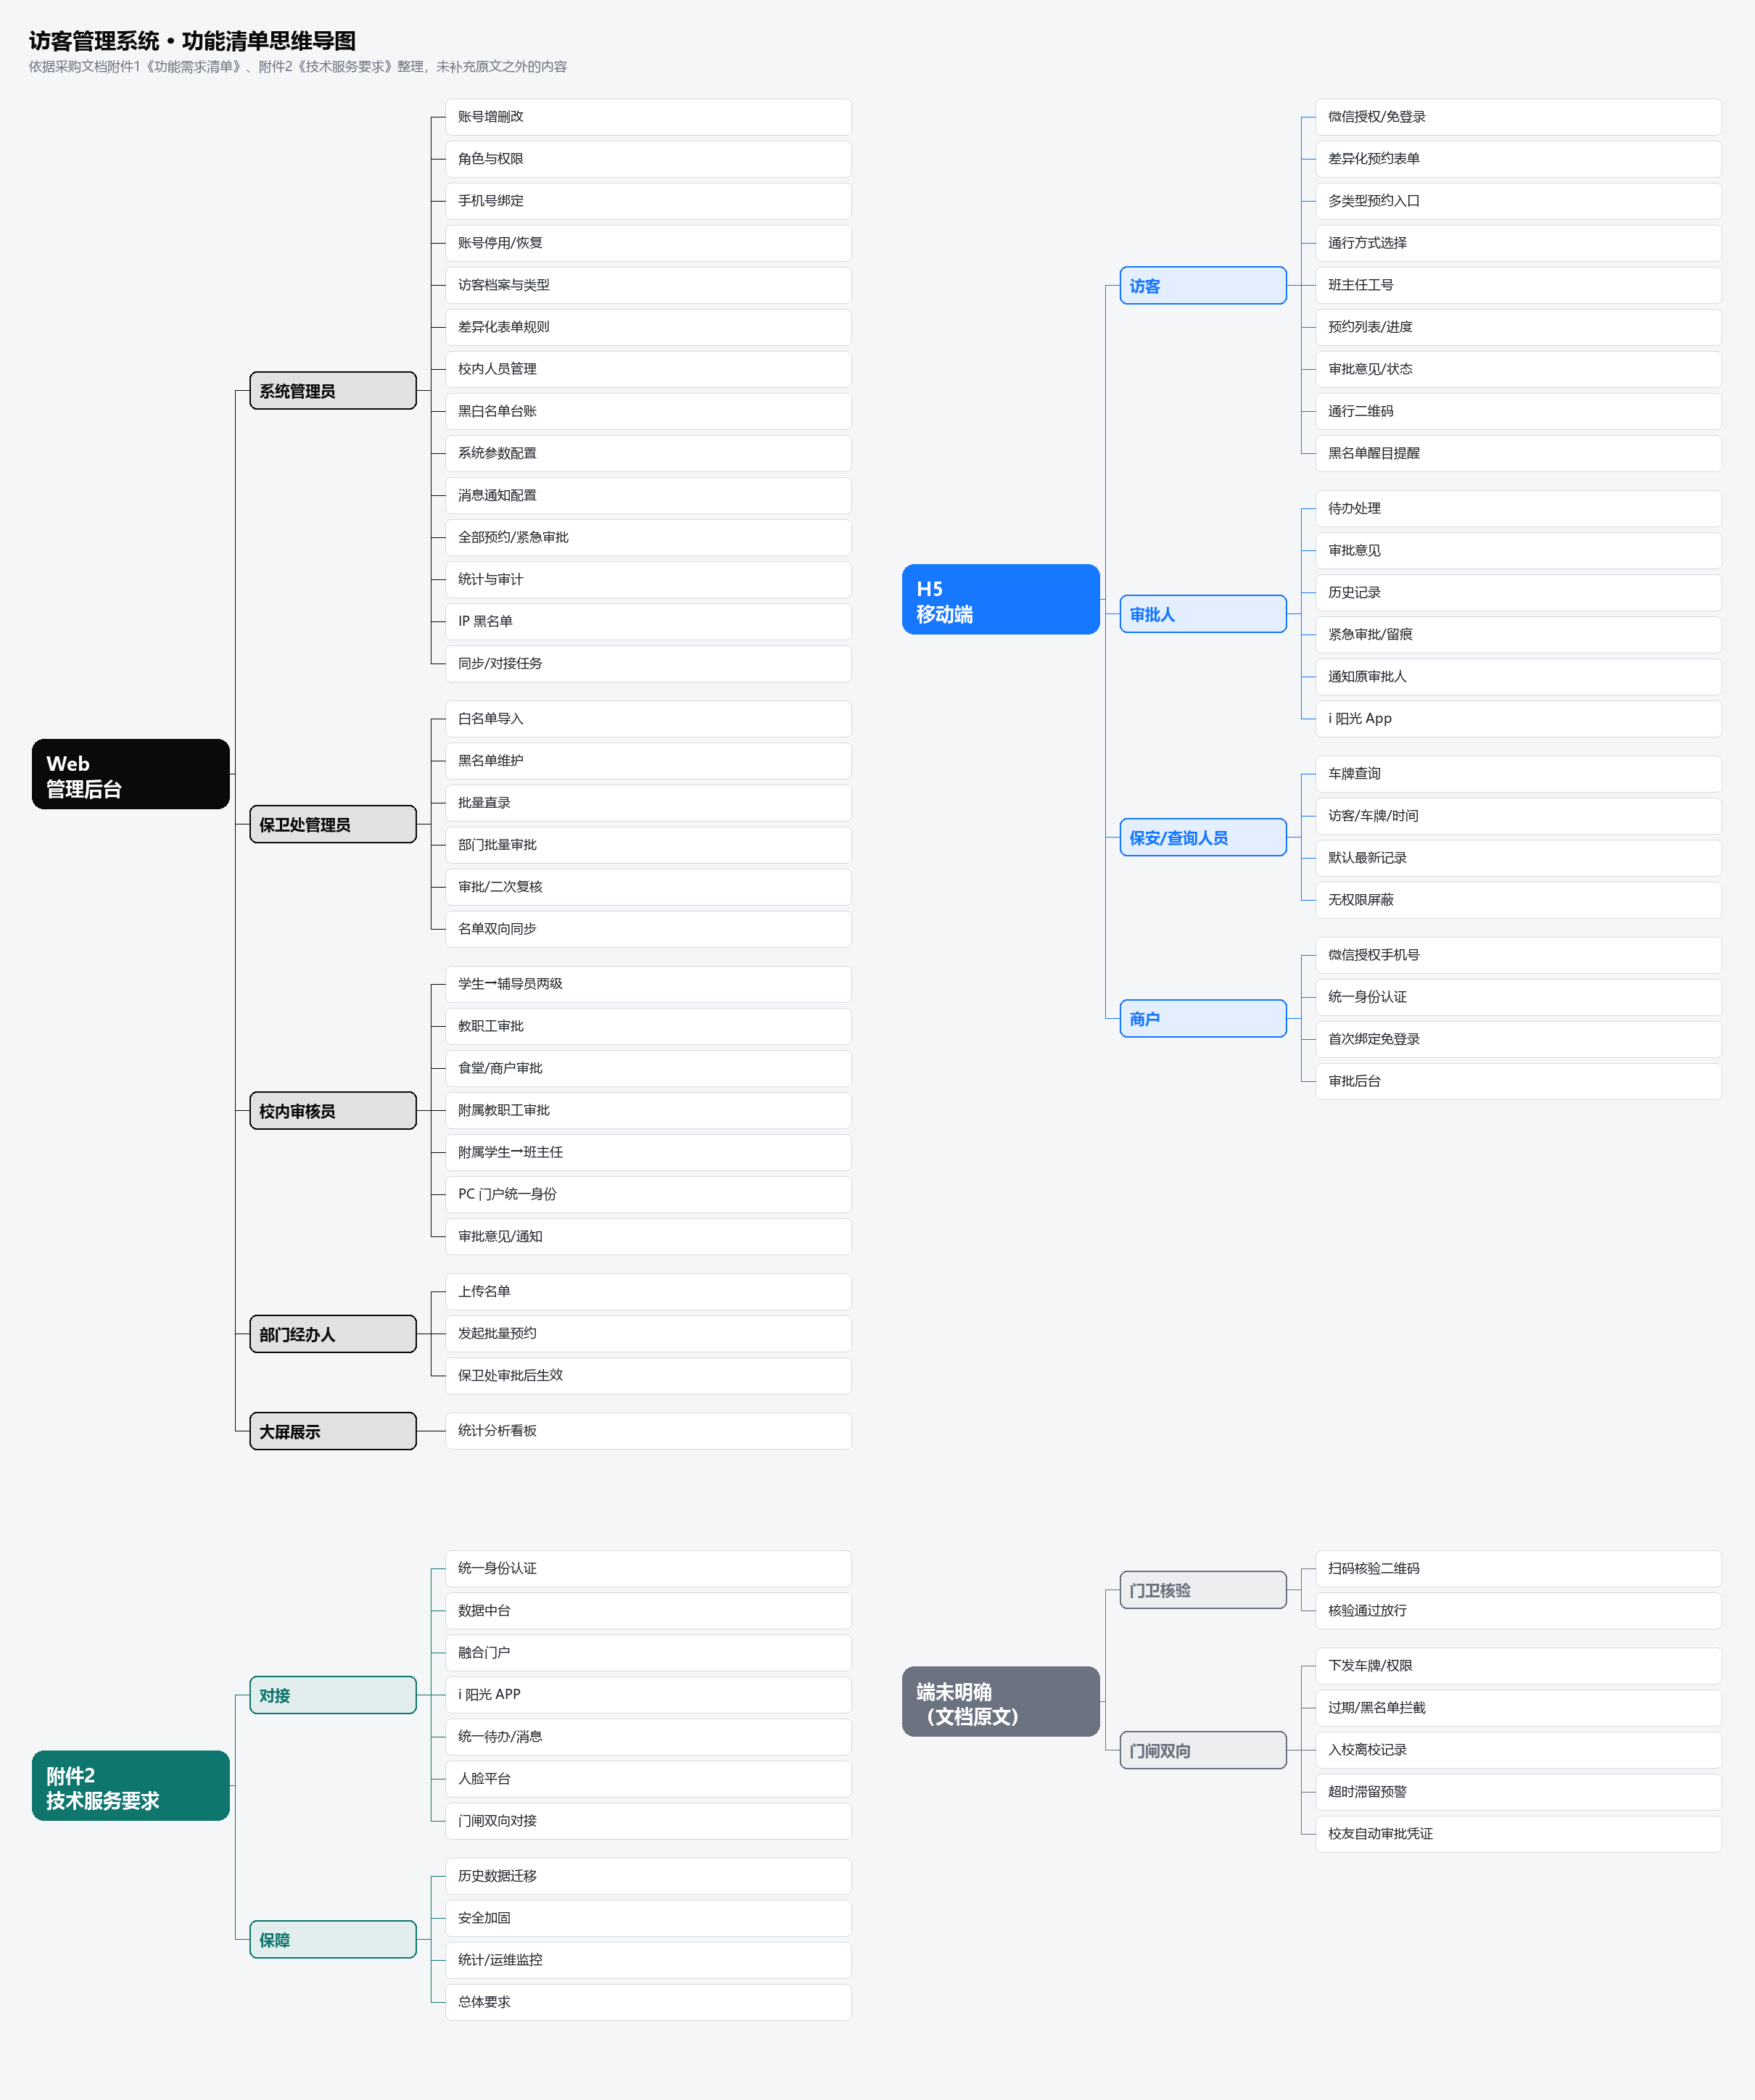 访客管理系统 • 功能清单思维导图
依据采购文档附件1《功能需求清单》、附件2《技术服务要求》整理，未补充原文之外的内容
Web
管理后台
系统管理员
账号增删改
角色与权限
手机号绑定
账号停用/恢复
访客档案与类型
差异化表单规则
校内人员管理
黑白名单台账
系统参数配置
消息通知配置
全部预约/紧急审批
统计与审计
IP 黑名单
同步/对接任务
保卫处管理员
白名单导入
黑名单维护
批量直录
部门批量审批
审批/二次复核
名单双向同步
校内审核员
学生→辅导员两级
教职工审批
食堂/商户审批
附属教职工审批
附属学生→班主任
PC 门户统一身份
审批意见/通知
部门经办人
上传名单
发起批量预约
保卫处审批后生效
大屏展示
统计分析看板
H5
移动端
访客
微信授权/免登录
差异化预约表单
多类型预约入口
通行方式选择
班主任工号
预约列表/进度
审批意见/状态
通行二维码
黑名单醒目提醒
审批人
待办处理
审批意见
历史记录
紧急审批/留痕
通知原审批人
i 阳光 App
保安/查询人员
车牌查询
访客/车牌/时间
默认最新记录
无权限屏蔽
商户
微信授权手机号
统一身份认证
首次绑定免登录
审批后台
附件2
技术服务要求
对接
统一身份认证
数据中台
融合门户
i 阳光 APP
统一待办/消息
人脸平台
门闸双向对接
保障
历史数据迁移
安全加固
统计/运维监控
总体要求
端未明确
（文档原文）
门卫核验
扫码核验二维码
核验通过放行
门闸双向
下发车牌/权限
过期/黑名单拦截
入校离校记录
超时滞留预警
校友自动审批凭证